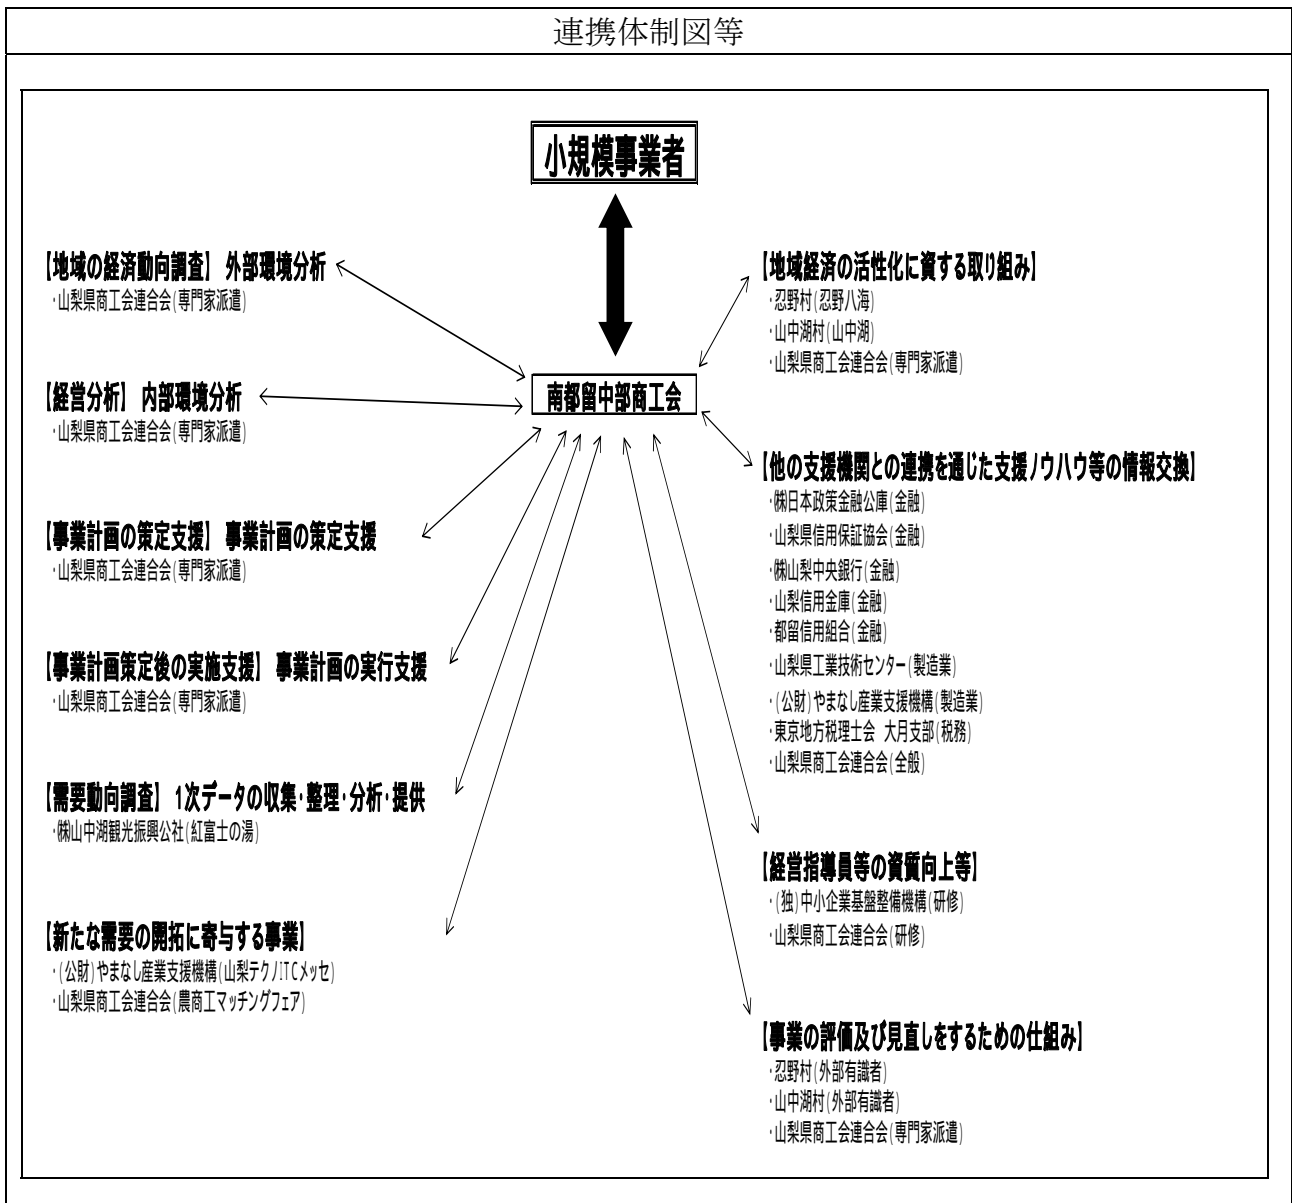 連携体制図等
小規模事業者
南都留中部商工会
【地域の経済動向調査】 外部環境分析
・山梨県商工会連合会(専門家派遣)
【経営分析】 内部環境分析
・山梨県商工会連合会(専門家派遣)
【事業計画の策定支援】 事業計画の策定支援
・山梨県商工会連合会(専門家派遣)
【事業計画策定後の実施支援】 事業計画の実行支援
・山梨県商工会連合会(専門家派遣)
【需要動向調査】 1次データの収集・整理・分析・提供
・㈱山中湖観光振興公社(紅富士の湯)
【新たな需要の開拓に寄与する事業】
・(公財)やまなし産業支援機構(山梨テクノITCメッセ)
・山梨県商工会連合会(農商工マッチングフェア)
【地域経済の活性化に資する取り組み】
・忍野村(忍野八海)
・山中湖村(山中湖)
・山梨県商工会連合会(専門家派遣)
【他の支援機関との連携を通じた支援ノウハウ等の情報交換】
・㈱日本政策金融公庫(金融)
・山梨県信用保証協会(金融)
・㈱山梨中央銀行(金融)
・山梨信用金庫(金融)
・都留信用組合(金融)
・山梨県工業技術センター(製造業)
・(公財)やまなし産業支援機構(製造業)
・東京地方税理士会 大月支部(税務)
・山梨県商工会連合会(全般)
【経営指導員等の資質向上等】
・(独)中小企業基盤整備機構(研修)
・山梨県商工会連合会(研修)
【事業の評価及び見直しをするための仕組み】
・忍野村(外部有識者)
・山中湖村(外部有識者)
・山梨県商工会連合会(専門家派遣)